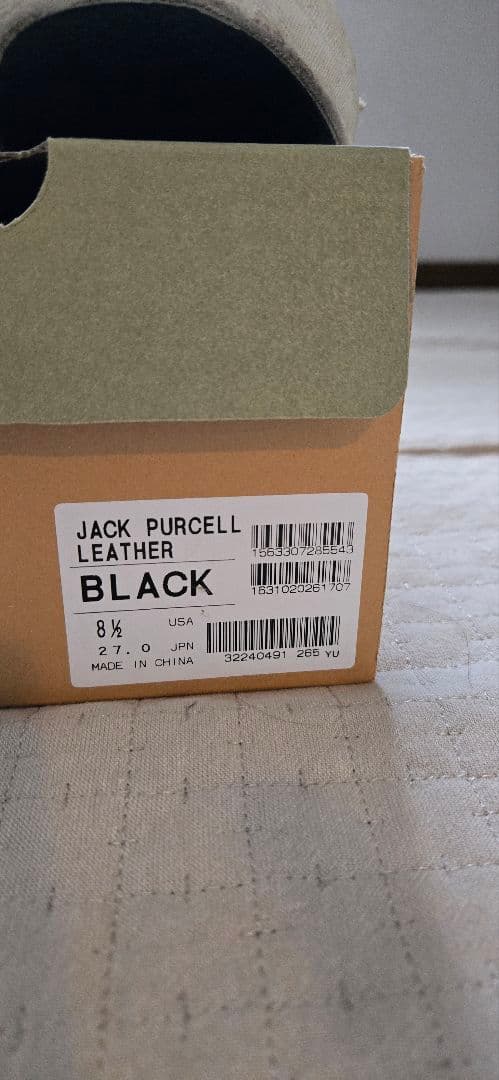 JACK PURCELL
LEATHER
BLACK
8½ USA
27.0 JPN
MADE IN CHINA
1563307285543
1631020261707
32240491 265 YU